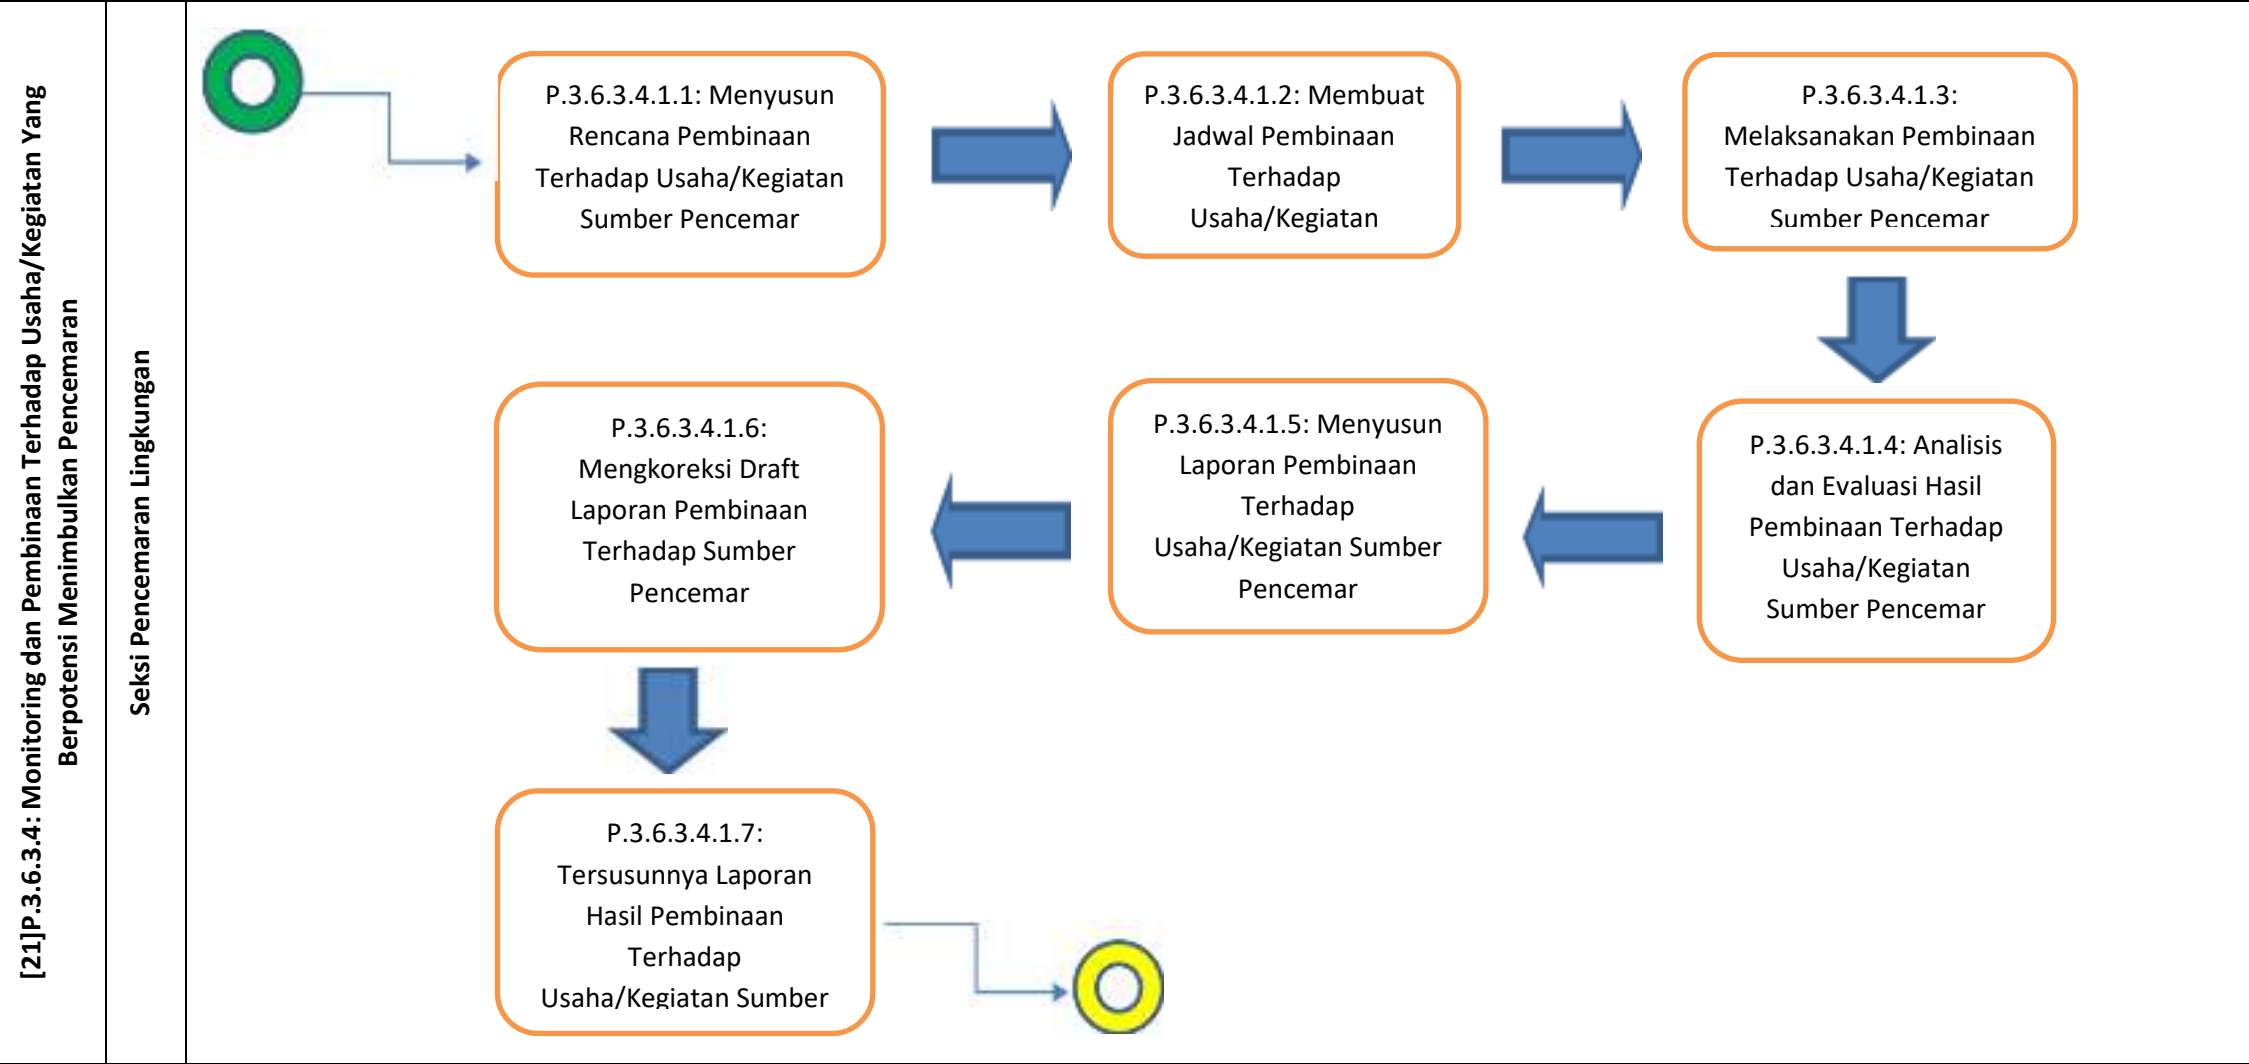 [21]P.3.6.3.4: Monitoring dan Pembinaan Terhadap Usaha/Kegiatan Yang
Berpotensi Menimbulkan Pencemaran
Seksi Pencemaran Lingkungan
P.3.6.3.4.1.1: Menyusun
Rencana Pembinaan
Terhadap Usaha/Kegiatan
Sumber Pencemar
P.3.6.3.4.1.2: Membuat
Jadwal Pembinaan
Terhadap
Usaha/Kegiatan
P.3.6.3.4.1.3:
Melaksanakan Pembinaan
Terhadap Usaha/Kegiatan
Sumber Pencemar
P.3.6.3.4.1.4: Analisis
dan Evaluasi Hasil
Pembinaan Terhadap
Usaha/Kegiatan
Sumber Pencemar
P.3.6.3.4.1.5: Menyusun
Laporan Pembinaan
Terhadap
Usaha/Kegiatan Sumber
Pencemar
P.3.6.3.4.1.6:
Mengkoreksi Draft
Laporan Pembinaan
Terhadap Sumber
Pencemar
P.3.6.3.4.1.7:
Tersusunnya Laporan
Hasil Pembinaan
Terhadap
Usaha/Kegiatan Sumber